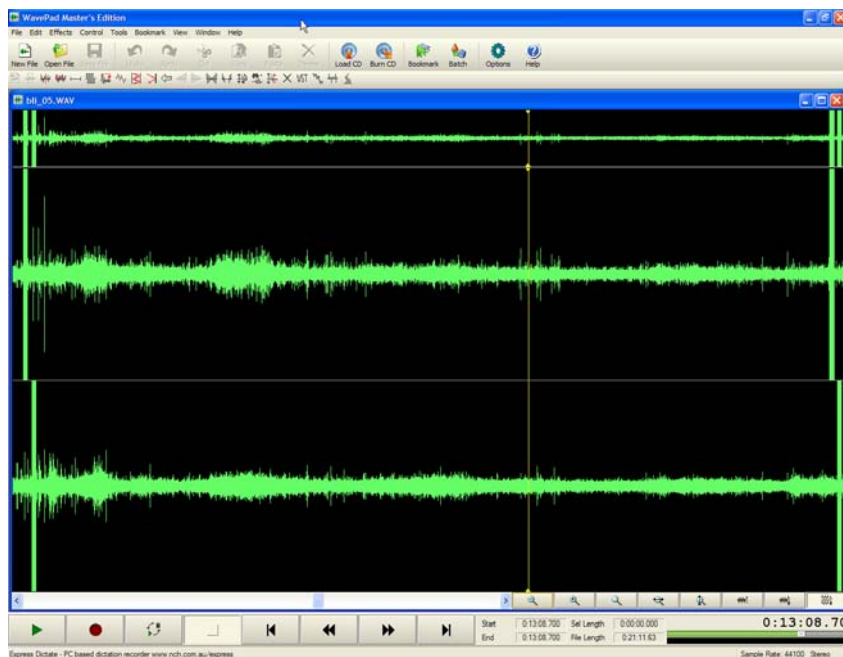 WavePad Master's Edition
File Edit Effects Control Tools Bookmark View Window Help
New File Open File Load CD Burn CD Bookmark Batch Options Help
VST
bli_05.WAV
Start 0:13:08.700 Sel Length 0:00:00.000 0:13:08.70
End 0:13:08.700 File Length 0:21:11.63
Express Dictate - PC based dictation recorder www.nch.com.au/express Sample Rate: 44100 Stereo